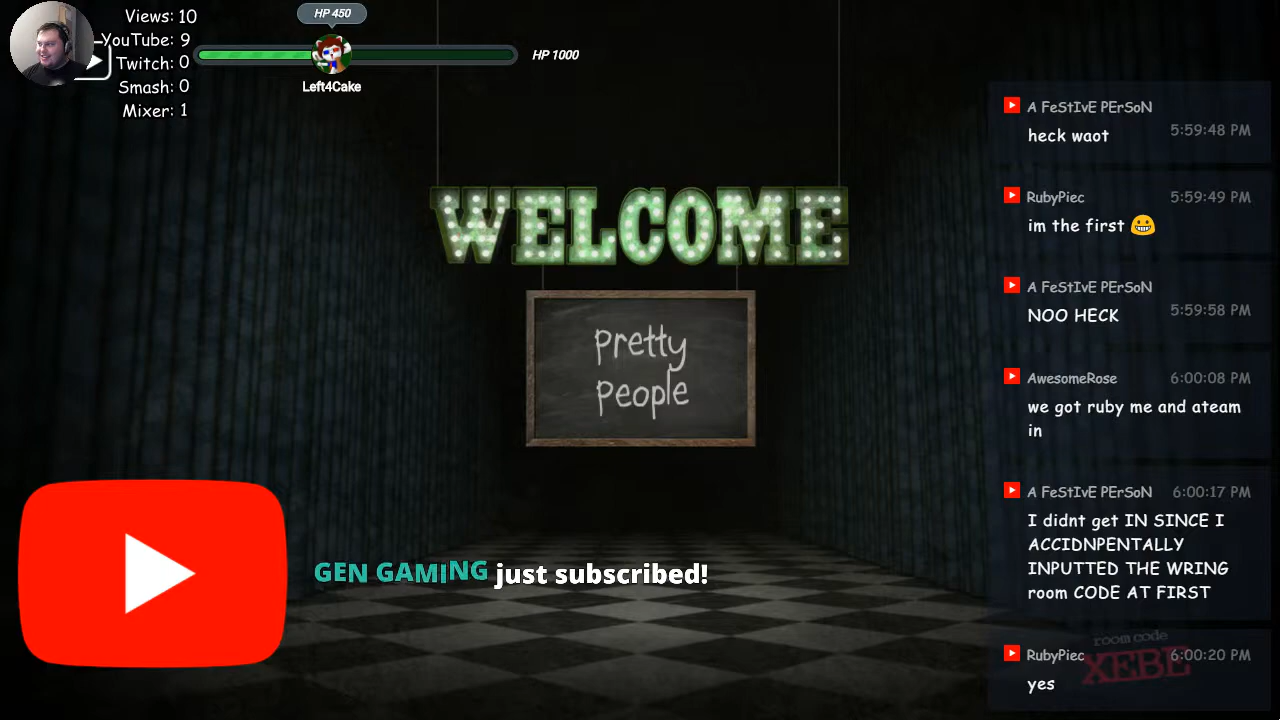 Views: 10
YouTube: 9
Twitch: 0
Smash: 0
Mixer: 1
HP 450
HP 1000
Left4Cake
WELCOME
pretty
people
GEN GAMING just subscribed!
A FeStIvE PErSoN
heck waot 5:59:48 PM
RubyPiec 5:59:49 PM
im the first 😀
A FeStIvE PErSoN
NOO HECK 5:59:58 PM
AwesomeRose 6:00:08 PM
we got ruby me and ateam
in
A FeStIvE PErSoN 6:00:17 PM
I didnt get IN SINCE I
ACCIDNPENTALLY
INPUTTED THE WRING
room CODE AT FIRST
room code
XEBL
RubyPiec 6:00:20 PM
yes